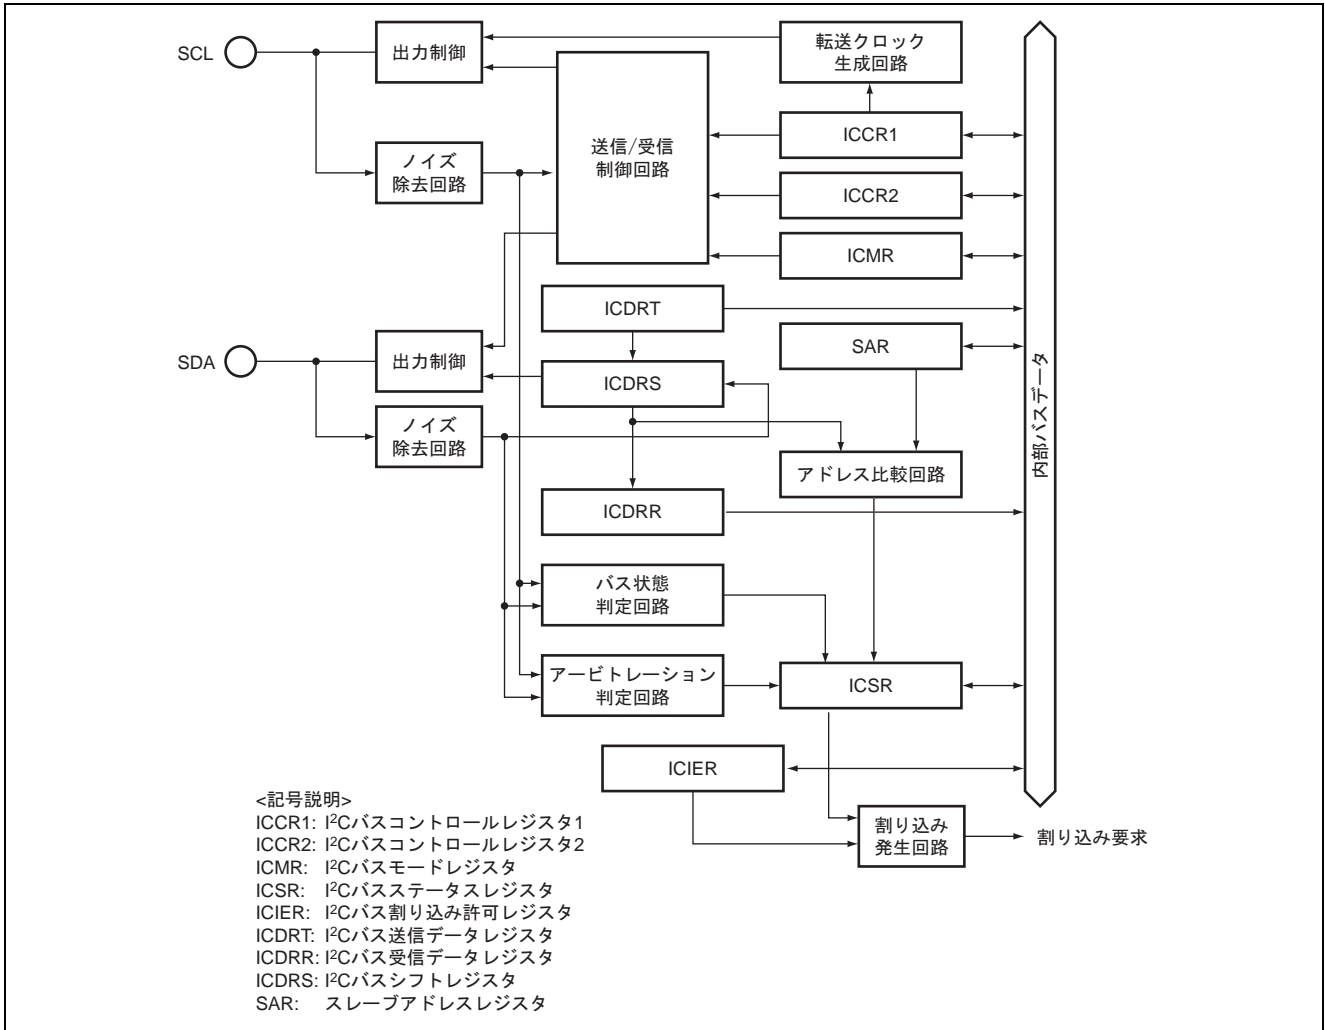 SCL
出力制御
転送クロック
生成回路
送信/受信
制御回路
ICCR1
ノイズ
除去回路
ICCR2
ICMR
ICDRT
SDA
出力制御
SAR
ICDRS
ノイズ
除去回路
アドレス比較回路
内部バスデータ
ICDRR
バス状態
判定回路
アービトレーション
判定回路
ICSR
ICIER
割り込み
発生回路
割り込み要求
<記号説明>
ICCR1: I²Cバスコントロールレジスタ1
ICCR2: I²Cバスコントロールレジスタ2
ICMR: I²Cバスモードレジスタ
ICSR: I²Cバスステータスレジスタ
ICIER: I²Cバス割り込み許可レジスタ
ICDRT: I²Cバス送信データレジスタ
ICDRR: I²Cバス受信データレジスタ
ICDRS: I²Cバスシフトレジスタ
SAR: スレーブアドレスレジスタ